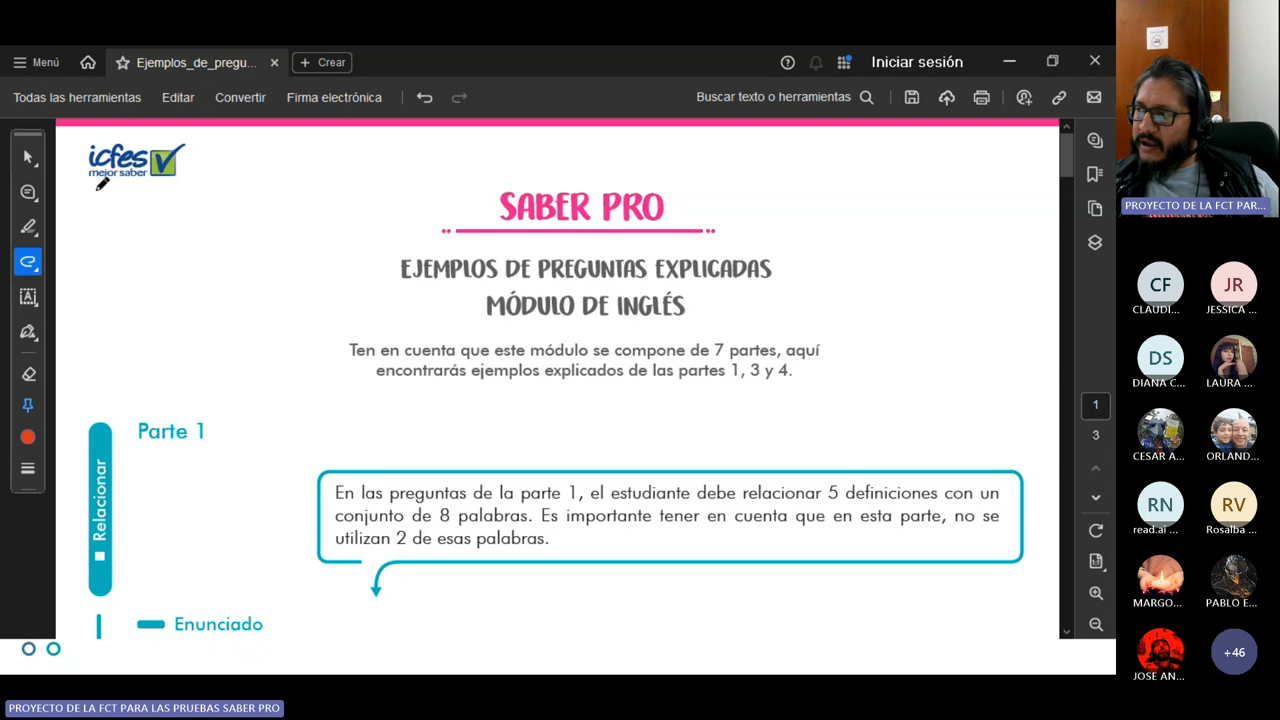 Menú
Ejemplos_de_pregu...
Crear
Iniciar sesión
Todas las herramientas
Editar
Convertir
Firma electrónica
Buscar texto o herramientas
icfes
mejor saber
SABER PRO
EJEMPLOS DE PREGUNTAS EXPLICADAS
MÓDULO DE INGLÉS
Ten en cuenta que este módulo se compone de 7 partes, aquí
encontrarás ejemplos explicados de las partes 1, 3 y 4.
Parte 1
Relacionar
En las preguntas de la parte 1, el estudiante debe relacionar 5 definiciones con un
conjunto de 8 palabras. Es importante tener en cuenta que en esta parte, no se
utilizan 2 de esas palabras.
Enunciado
1
3
PROYECTO DE LA FCT PAR...
CF
CLAUDI...
JR
JESSICA ...
DS
DIANA C...
LAURA ...
CESAR A...
ORLAND...
RN
read.ai ...
RV
Rosalba ...
MARGO...
PABLO E...
JOSE AN...
+46
PROYECTO DE LA FCT PARA LAS PRUEBAS SABER PRO